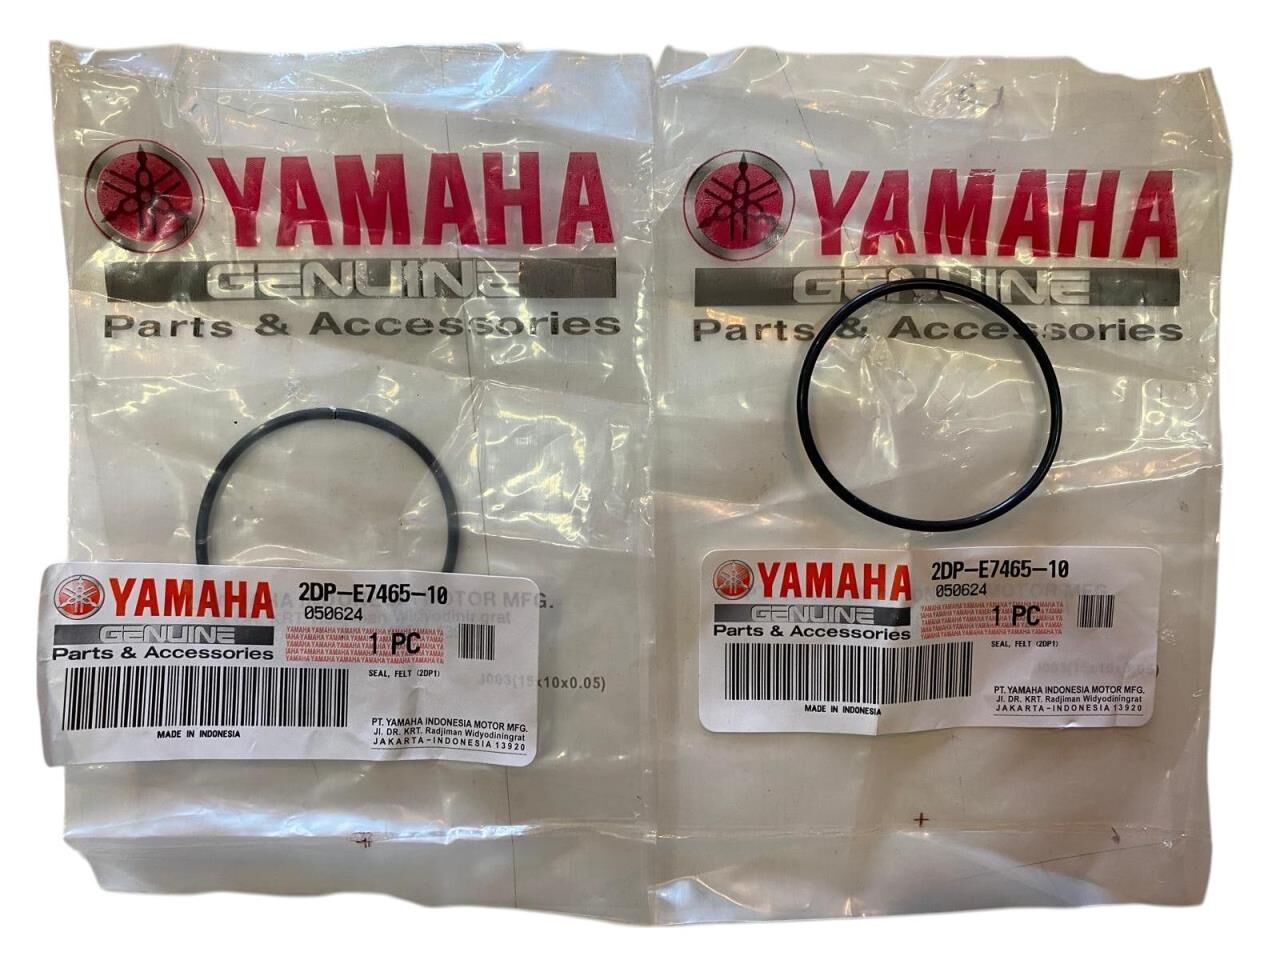 YAMAHA
GENUINE
Parts & Accessories
YAMAHA
GENUINE
Parts & Accessories
2DP-E7465-10
050624
1 PC
SEAL, FELT (2DP1)
MADE IN INDONESIA
PT. YAMAHA INDONESIA MOTOR MFG.
Jl. DR. KRT. Radjiman Widyodiningrat
JAKARTA-INDONESIA 13920
J003(15x10x0.05)
YAMAHA
GENUINE
Parts & Accessories
YAMAHA
GENUINE
Parts & Accessories
2DP-E7465-10
050624
1 PC
SEAL, FELT (2DP1)
MADE IN INDONESIA
PT. YAMAHA INDONESIA MOTOR MFG.
Jl. DR. KRT. Radjiman Widyodiningrat
JAKARTA-INDONESIA 13920
J003(15x10x0.05)